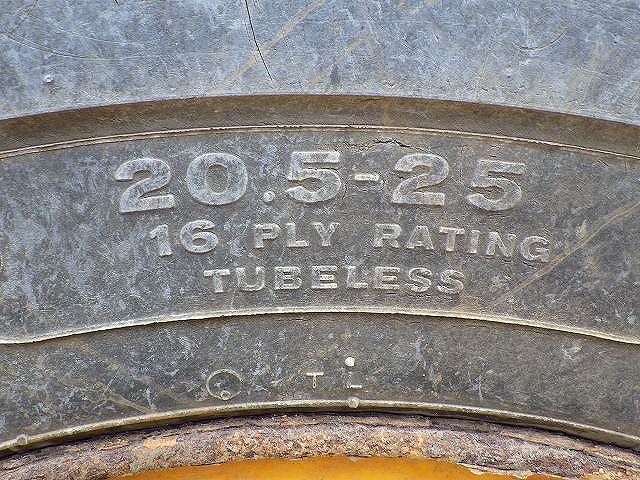 20.5-25
16 PLY RATING
TUBELESS
T L